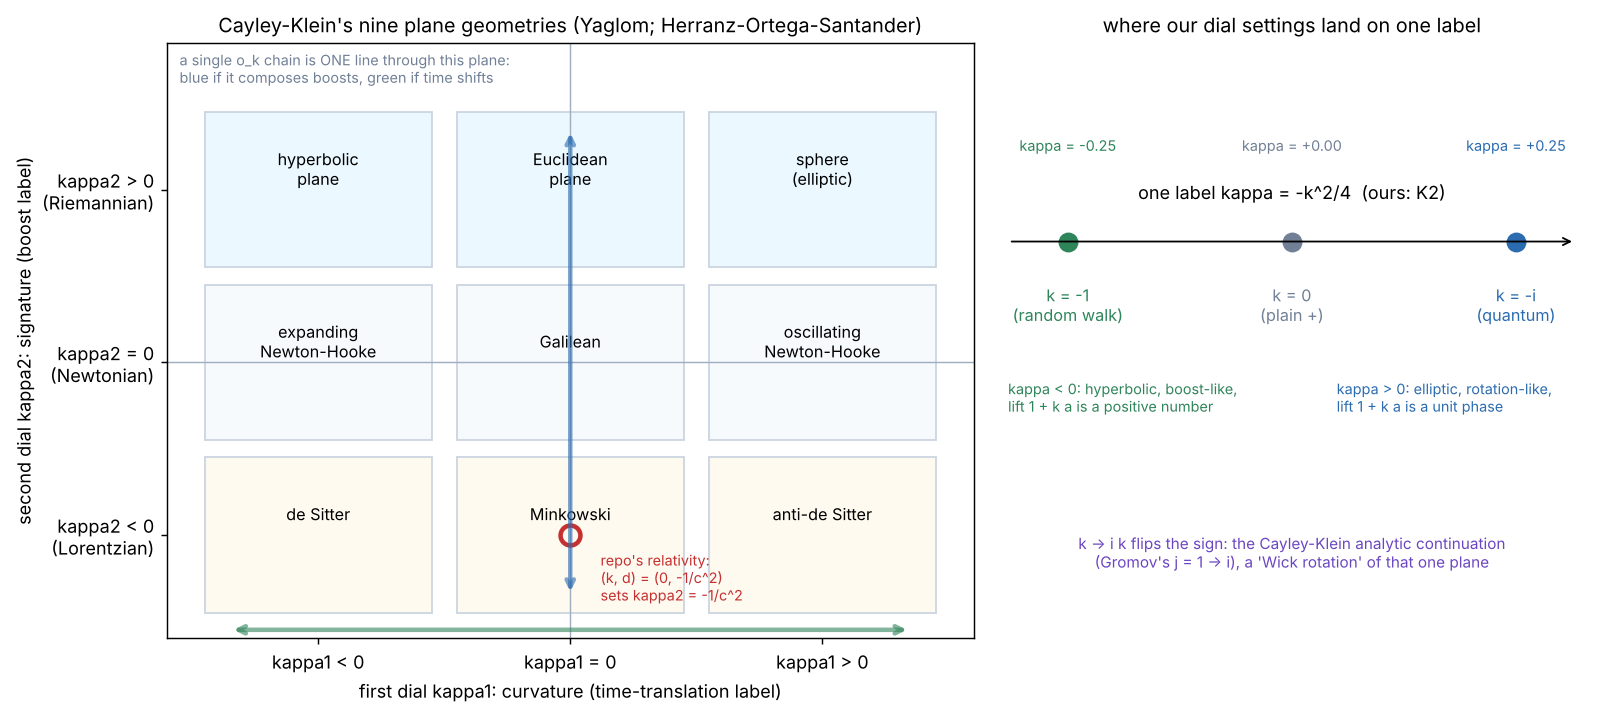 Cayley-Klein's nine plane geometries (Yaglom; Herranz-Ortega-Santander)
a single o_k chain is ONE line through this plane:
blue if it composes boosts, green if time shifts
second dial kappa2: signature (boost label)
kappa2 > 0
(Riemannian)
kappa2 = 0
(Newtonian)
kappa2 < 0
(Lorentzian)
hyperbolic
plane
Euclidean
plane
sphere
(elliptic)
expanding
Newton-Hooke
Galilean
oscillating
Newton-Hooke
de Sitter
Minkowski
anti-de Sitter
repo's relativity:
(k, d) = (0, -1/c^2)
sets kappa2 = -1/c^2
kappa1 < 0
kappa1 = 0
kappa1 > 0
first dial kappa1: curvature (time-translation label)
where our dial settings land on one label
kappa = -0.25
kappa = +0.00
kappa = +0.25
one label kappa = -k^2/4  (ours: K2)
k = -1
(random walk)
k = 0
(plain +)
k = -i
(quantum)
kappa < 0: hyperbolic, boost-like,
lift 1 + k a is a positive number
kappa > 0: elliptic, rotation-like,
lift 1 + k a is a unit phase
k → i k flips the sign: the Cayley-Klein analytic continuation
(Gromov's j = 1 → i), a 'Wick rotation' of that one plane